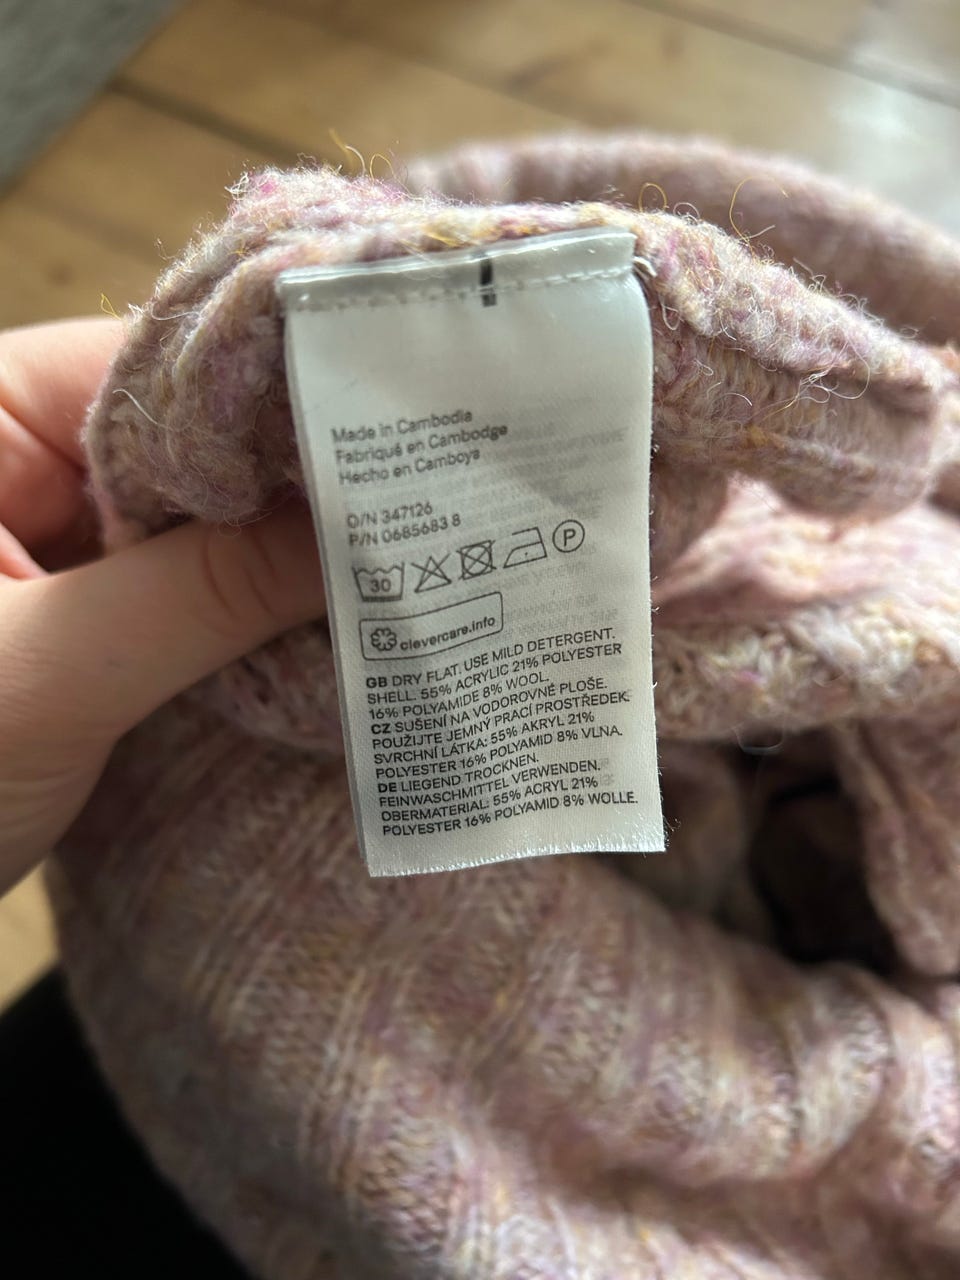 Made in Cambodia
Fabriqué en Cambodge
Hecho en Camboya
O/N 347126
P/N 0685683 8
30 P
clevercare.info
GB DRY FLAT. USE MILD DETERGENT.
SHELL: 55% ACRYLIC 21% POLYESTER
16% POLYAMIDE 8% WOOL.
CZ SUŠENÍ NA VODOROVNÉ PLOŠE.
POUŽIJTE JEMNÝ PRACÍ PROSTŘEDEK.
SVRCHNÍ LÁTKA: 55% AKRYL 21%
POLYESTER 16% POLYAMID 8% VLNA.
DE LIEGEND TROCKNEN.
FEINWASCHMITTEL VERWENDEN.
OBERMATERIAL: 55% ACRYL 21%
POLYESTER 16% POLYAMID 8% WOLLE.